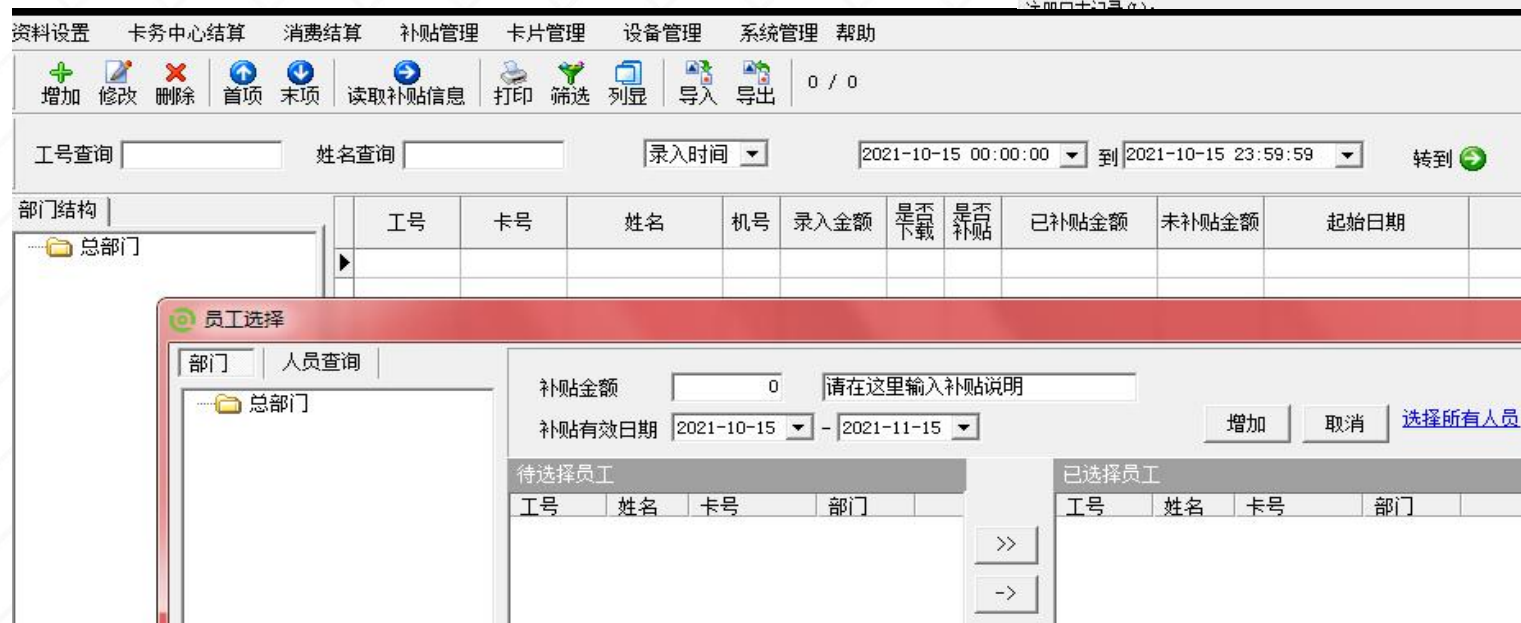 资料设置 卡务中心结算 消费结算 补贴管理 卡片管理 设备管理 系统管理 帮助
增加 修改 删除 首项 末项 读取补贴信息 打印 筛选 列显 导入 导出 0 / 0
工号查询 姓名查询 录入时间 2021-10-15 00:00:00 到 2021-10-15 23:59:59 转到
部门结构 工号 卡号 姓名 机号 录入金额 是否下载 是否补贴 已补贴金额 未补贴金额 起始日期
总部门
员工选择
部门 人员查询
补贴金额 0 请在这里输入补贴说明
总部门
补贴有效日期 2021-10-15 - 2021-11-15 增加 取消 选择所有人员
待选择员工 已选择员工
工号 姓名 卡号 部门 工号 姓名 卡号 部门
>>
->